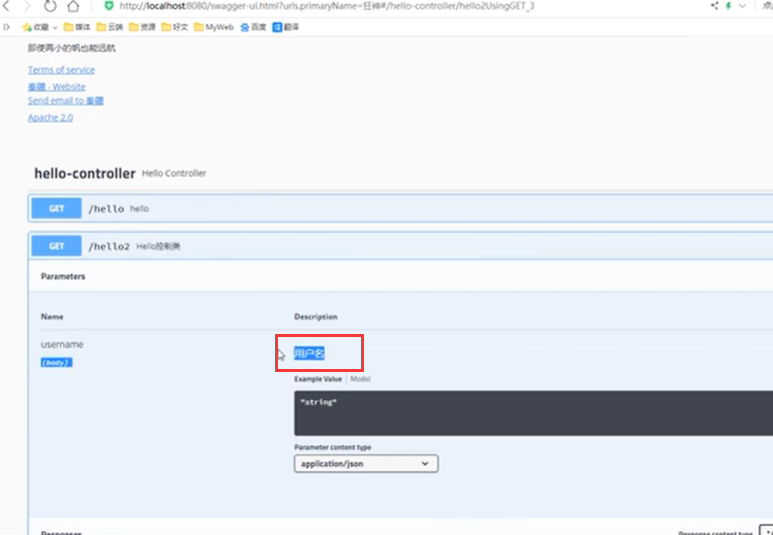 http://localhost:8080/swagger-ui.html?urls.primaryName=狂神#/hello-controller/hello2UsingGET_3
收藏 媒体 云端 资源 好文 MyWeb 百度 翻译
即使再小的帆也能远航
Terms of service
秦疆 - Website
Send email to 秦疆
Apache 2.0
hello-controller Hello Controller
GET /hello hello
GET /hello2 Hello控制类
Parameters
Name Description
username 用户名
(body)
Example Value Model
"string"
Parameter content type
application/json
Responses Response content type